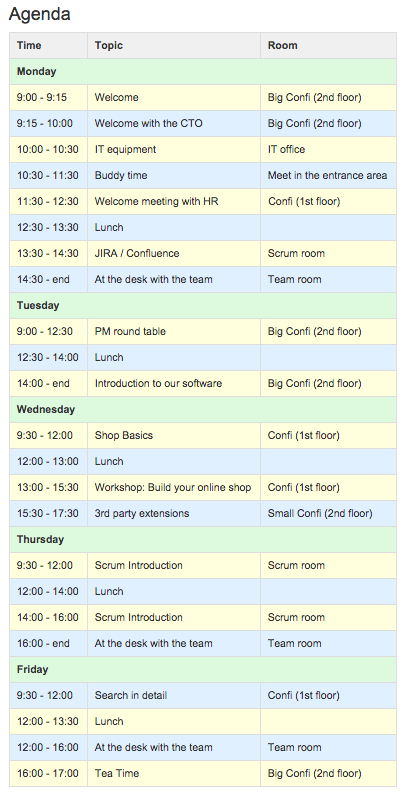 Agenda
Time Topic Room
Monday
9:00 - 9:15 Welcome Big Confi (2nd floor)
9:15 - 10:00 Welcome with the CTO Big Confi (2nd floor)
10:00 - 10:30 IT equipment IT office
10:30 - 11:30 Buddy time Meet in the entrance area
11:30 - 12:30 Welcome meeting with HR Confi (1st floor)
12:30 - 13:30 Lunch
13:30 - 14:30 JIRA / Confluence Scrum room
14:30 - end At the desk with the team Team room
Tuesday
9:00 - 12:30 PM round table Big Confi (2nd floor)
12:30 - 14:00 Lunch
14:00 - end Introduction to our software Big Confi (2nd floor)
Wednesday
9:30 - 12:00 Shop Basics Confi (1st floor)
12:00 - 13:00 Lunch
13:00 - 15:30 Workshop: Build your online shop Confi (1st floor)
15:30 - 17:30 3rd party extensions Small Confi (2nd floor)
Thursday
9:30 - 12:00 Scrum Introduction Scrum room
12:00 - 14:00 Lunch
14:00 - 16:00 Scrum Introduction Scrum room
16:00 - end At the desk with the team Team room
Friday
9:30 - 12:00 Search in detail Confi (1st floor)
12:00 - 13:30 Lunch
12:00 - 16:00 At the desk with the team Team room
16:00 - 17:00 Tea Time Big Confi (2nd floor)